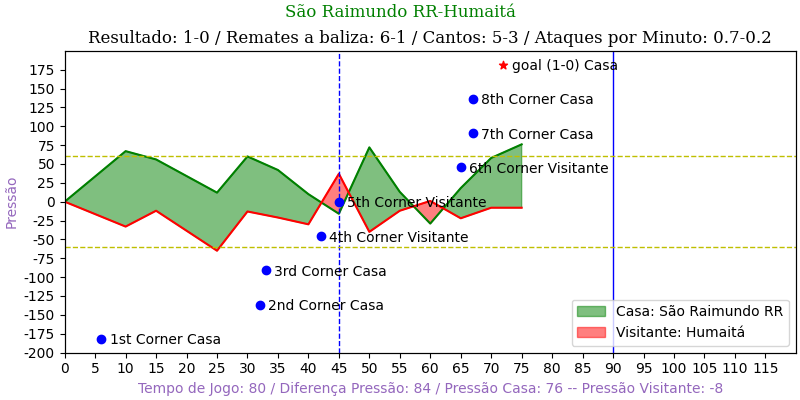 São Raimundo RR-Humaitá
Resultado: 1-0 / Remates a baliza: 6-1 / Cantos: 5-3 / Ataques por Minuto: 0.7-0.2
Pressão
175
150
125
100
75
50
25
0
-25
-50
-75
-100
-125
-150
-175
-200
goal (1-0) Casa
8th Corner Casa
7th Corner Casa
6th Corner Visitante
5th Corner Visitante
4th Corner Visitante
3rd Corner Casa
2nd Corner Casa
1st Corner Casa
Casa: São Raimundo RR
Visitante: Humaitá
0 5 10 15 20 25 30 35 40 45 50 55 60 65 70 75 80 85 90 95 100 105 110 115
Tempo de Jogo: 80 / Diferença Pressão: 84 / Pressão Casa: 76 -- Pressão Visitante: -8